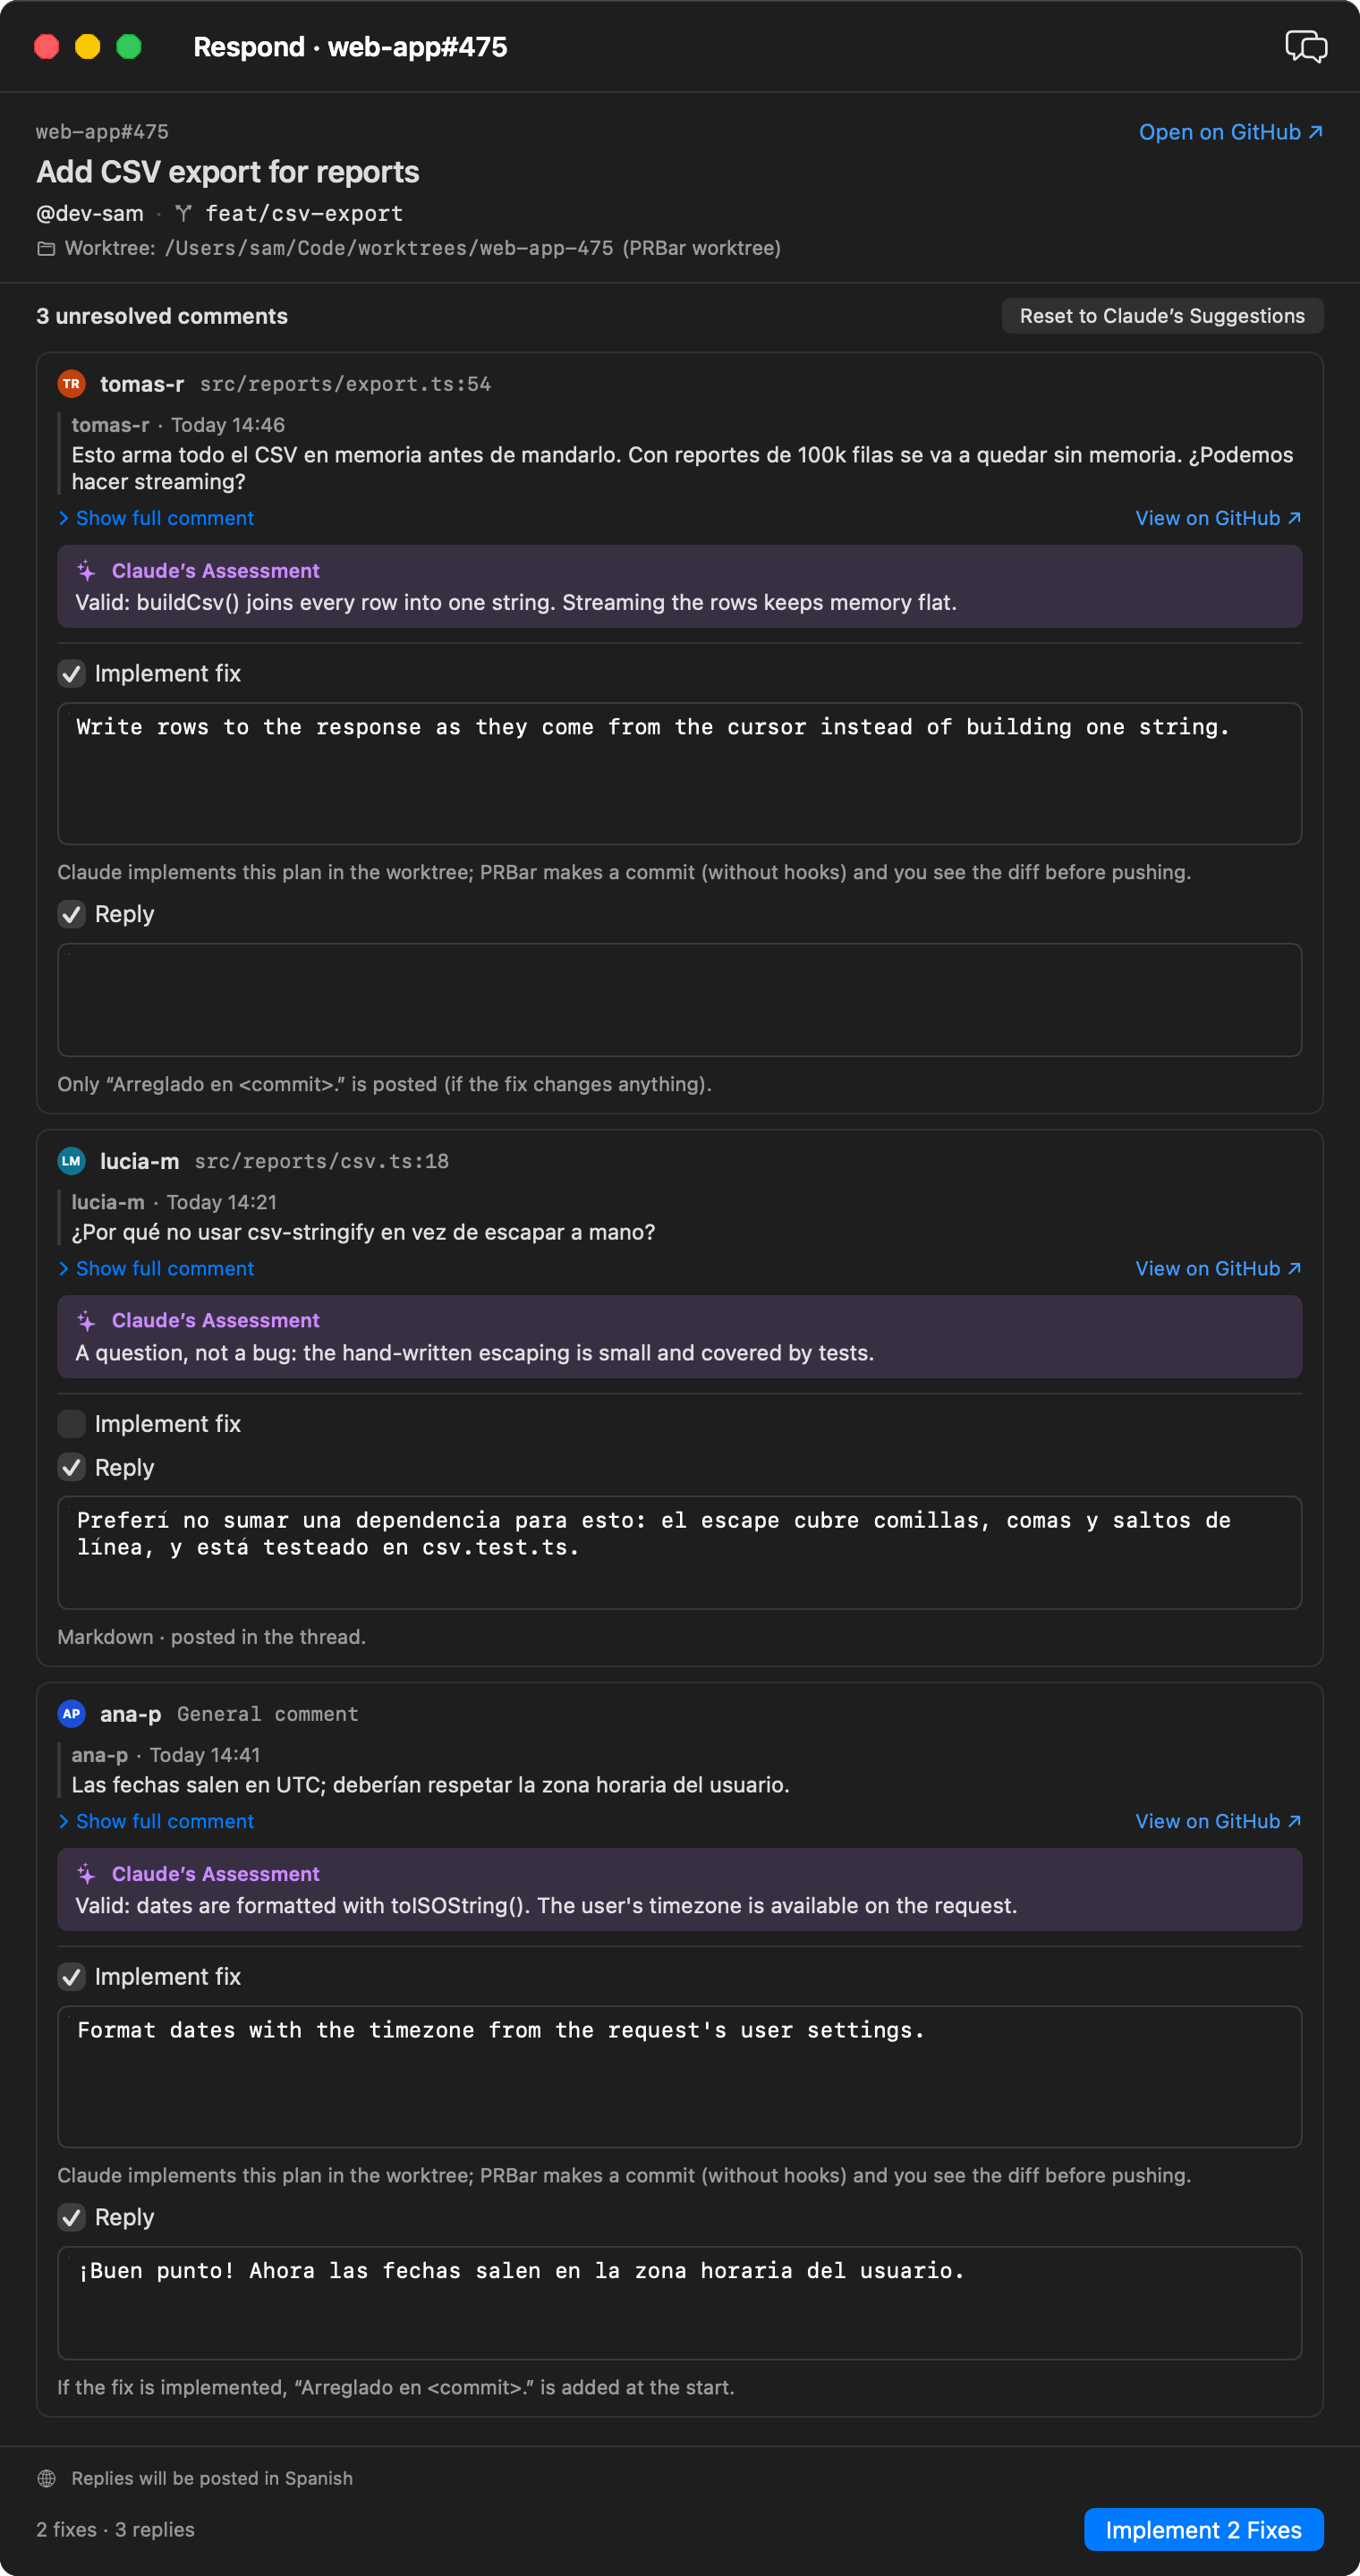 Respond · web-app#475
web-app#475
Open on GitHub ↗
Add CSV export for reports
@dev-sam · feat/csv-export
Worktree: /Users/sam/Code/worktrees/web-app-475 (PRBar worktree)
3 unresolved comments
Reset to Claude’s Suggestions
TR tomas-r src/reports/export.ts:54
tomas-r · Today 14:46
Esto arma todo el CSV en memoria antes de mandarlo. Con reportes de 100k filas se va a quedar sin memoria. ¿Podemos
hacer streaming?
> Show full comment
View on GitHub ↗
Claude’s Assessment
Valid: buildCsv() joins every row into one string. Streaming the rows keeps memory flat.
Implement fix
Write rows to the response as they come from the cursor instead of building one string.
Claude implements this plan in the worktree; PRBar makes a commit (without hooks) and you see the diff before pushing.
Reply
Only “Arreglado en <commit>.” is posted (if the fix changes anything).
LM lucia-m src/reports/csv.ts:18
lucia-m · Today 14:21
¿Por qué no usar csv-stringify en vez de escapar a mano?
> Show full comment
View on GitHub ↗
Claude’s Assessment
A question, not a bug: the hand-written escaping is small and covered by tests.
Implement fix
Reply
Preferí no sumar una dependencia para esto: el escape cubre comillas, comas y saltos de
línea, y está testeado en csv.test.ts.
Markdown · posted in the thread.
AP ana-p General comment
ana-p · Today 14:41
Las fechas salen en UTC; deberían respetar la zona horaria del usuario.
> Show full comment
View on GitHub ↗
Claude’s Assessment
Valid: dates are formatted with toISOString(). The user's timezone is available on the request.
Implement fix
Format dates with the timezone from the request's user settings.
Claude implements this plan in the worktree; PRBar makes a commit (without hooks) and you see the diff before pushing.
Reply
¡Buen punto! Ahora las fechas salen en la zona horaria del usuario.
If the fix is implemented, “Arreglado en <commit>.” is added at the start.
Replies will be posted in Spanish
2 fixes · 3 replies
Implement 2 Fixes